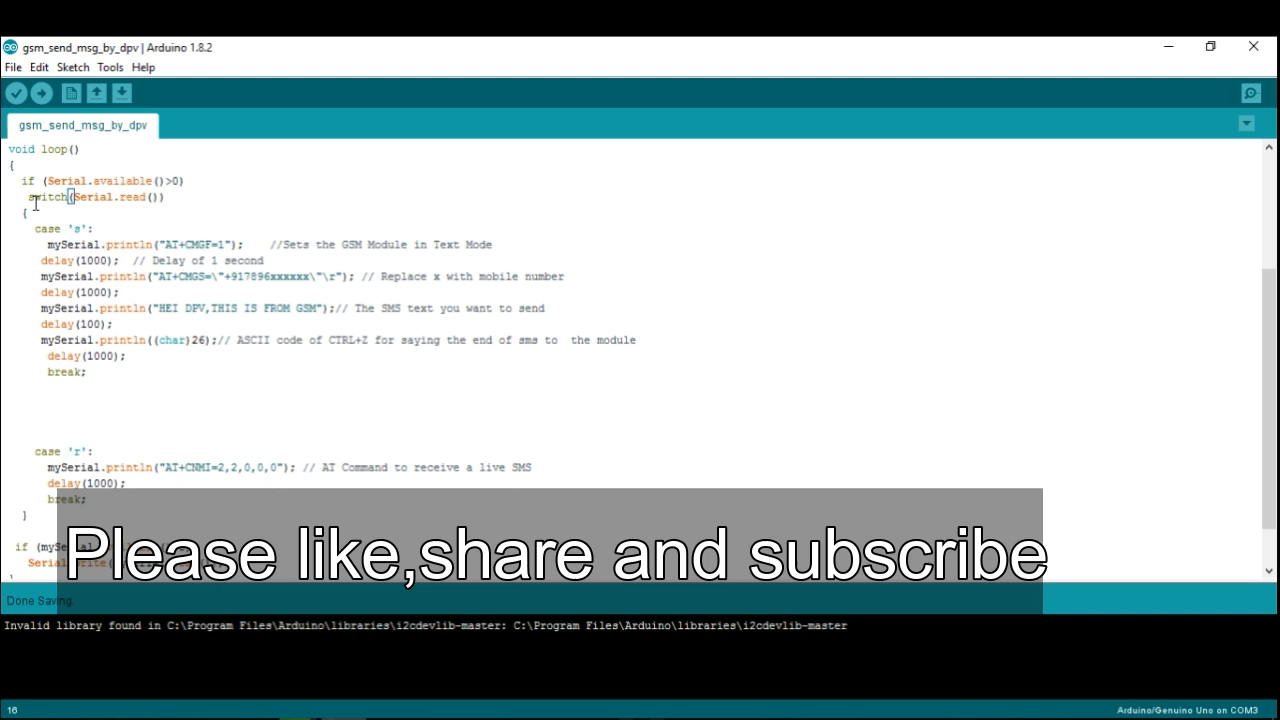 gsm_send_msg_by_dpv | Arduino 1.8.2
File Edit Sketch Tools Help
gsm_send_msg_by_dpv
void loop()
{
if (Serial.available()>0)
switch(Serial.read())
{
case 's':
mySerial.println("AT+CMGF=1"); //Sets the GSM Module in Text Mode
delay(1000); // Delay of 1 second
mySerial.println("AT+CMGS=\"+917896xxxxxx\"\r"); // Replace x with mobile number
delay(1000);
mySerial.println("HEI DPV,THIS IS FROM GSM");// The SMS text you want to send
delay(100);
mySerial.println((char)26);// ASCII code of CTRL+Z for saying the end of sms to the module
delay(1000);
break;
case 'r':
mySerial.println("AT+CNMI=2,2,0,0,0"); // AT Command to receive a live SMS
delay(1000);
break;
}
if
Please like,share and subscribe
Done Saving.
Invalid library found in C:\Program Files\Arduino\libraries\i2cdevlib-master: C:\Program Files\Arduino\libraries\i2cdevlib-master
16
Arduino/Genuino Uno on COM3